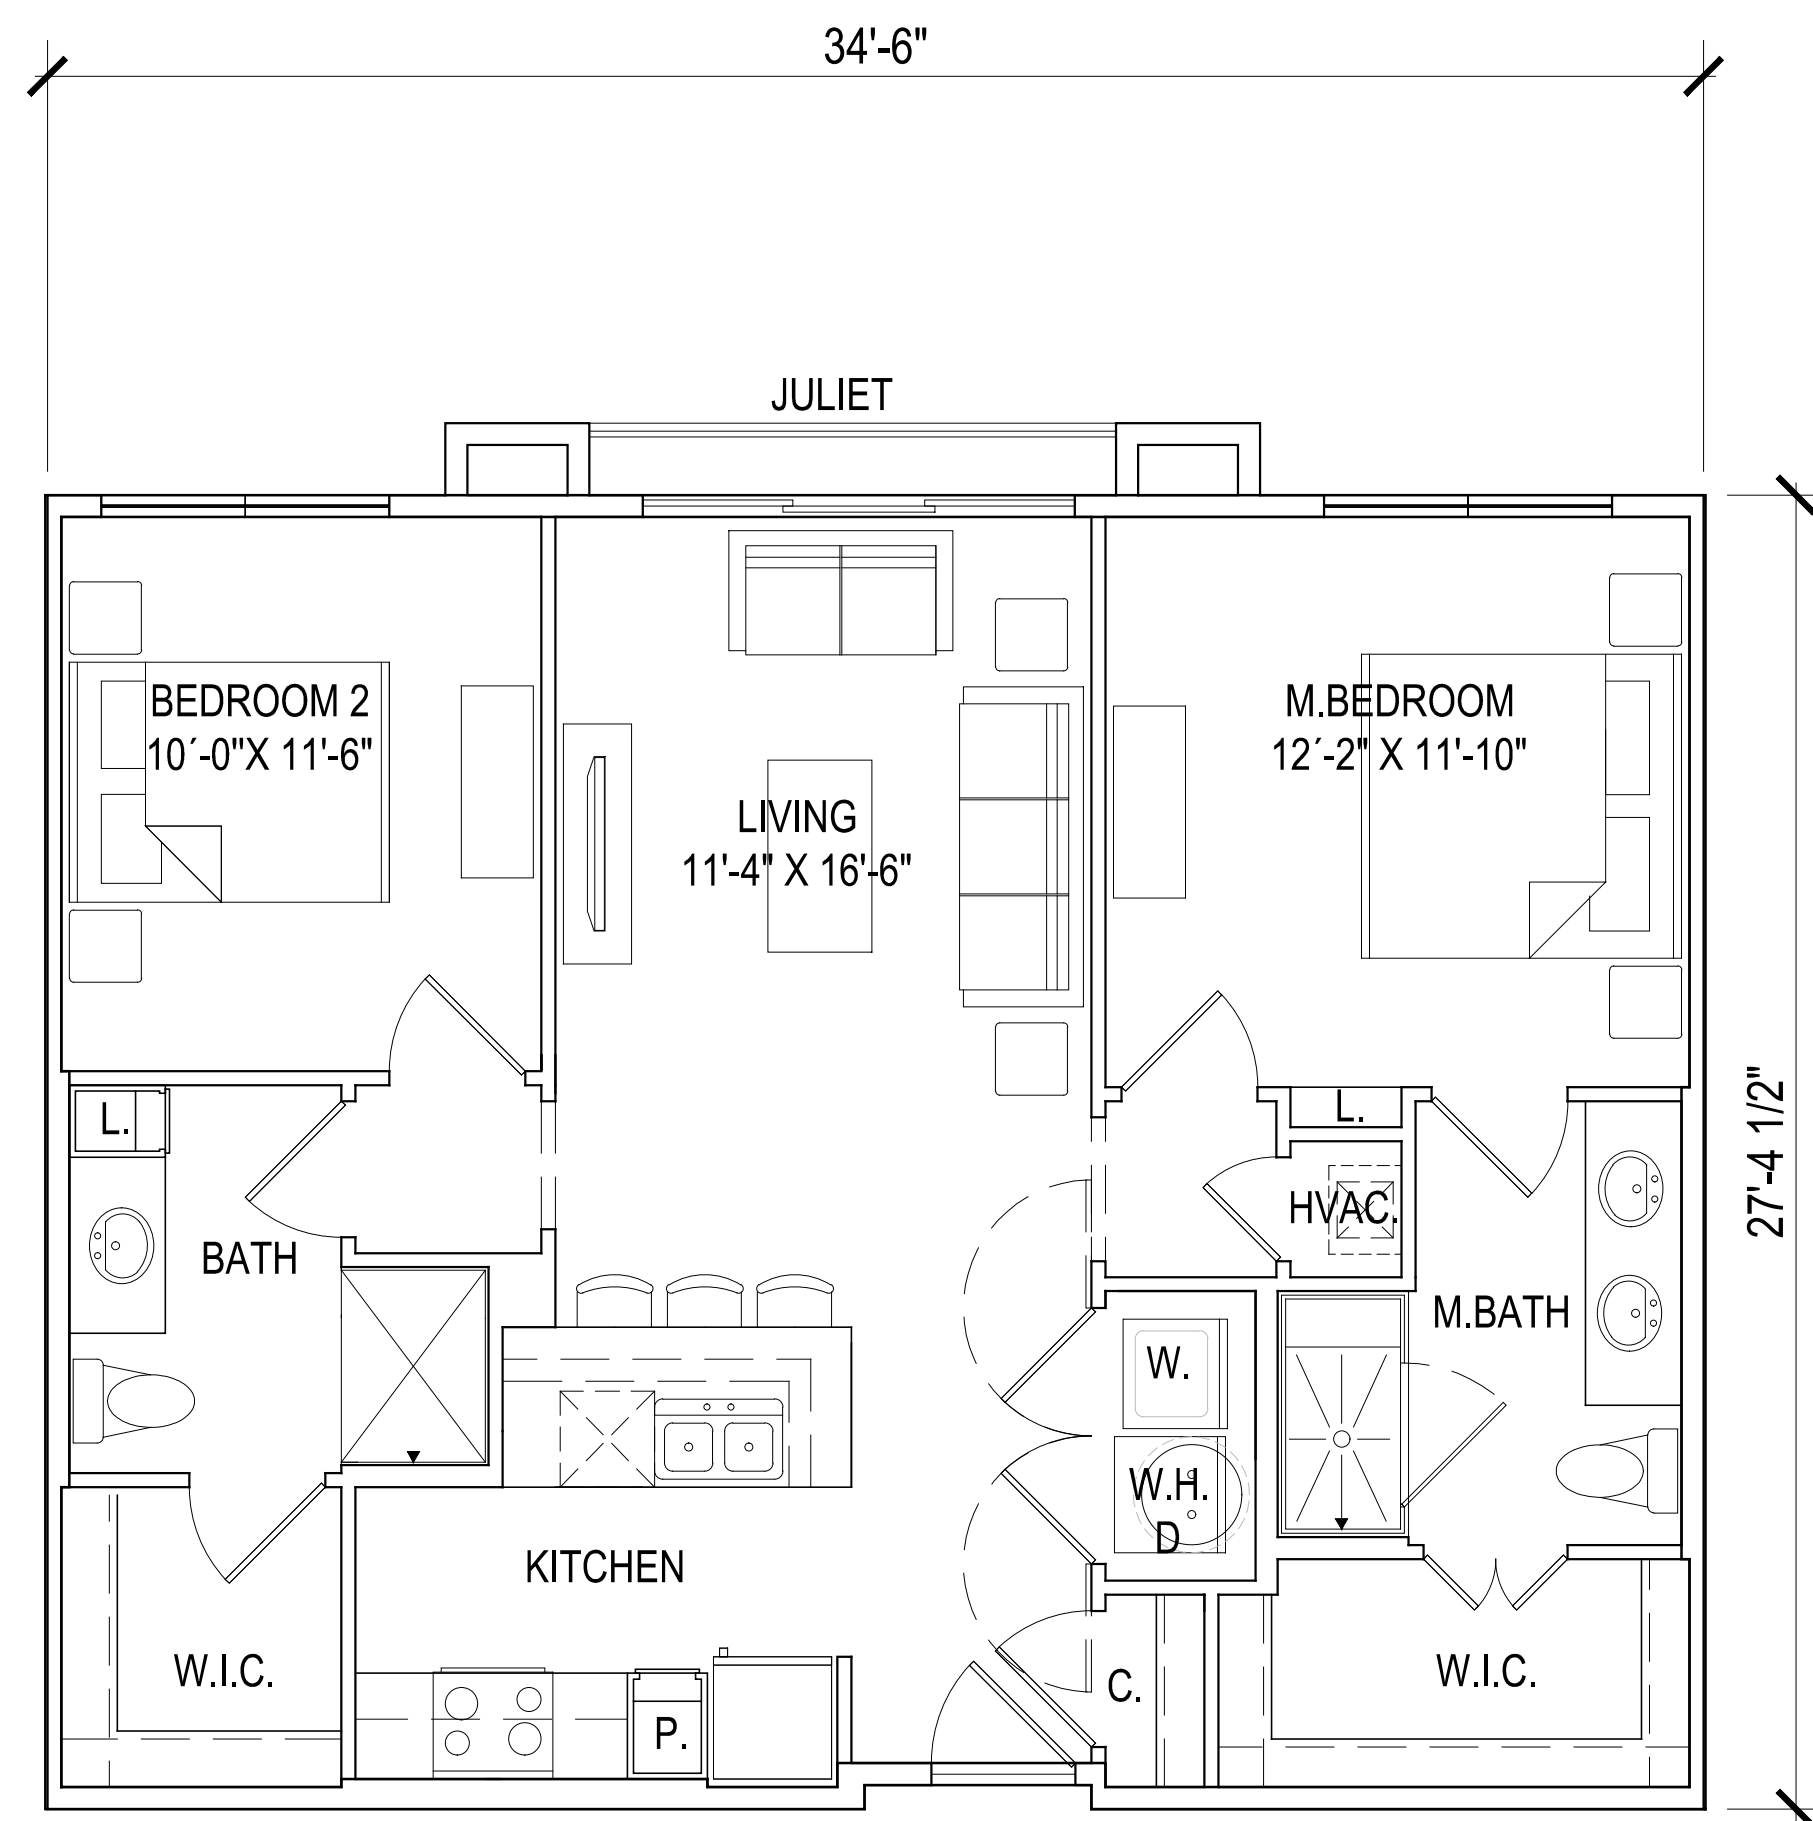 34'-6"
JULIET
BEDROOM 2
10´-0"X 11'-6"
M.BEDROOM
12´-2" X 11'-10"
LIVING
11'-4" X 16'-6"
27'-4 1/2"
L.
L.
HVAC.
BATH
M.BATH
W.
W.H.
D
KITCHEN
W.I.C.
P.
C.
W.I.C.